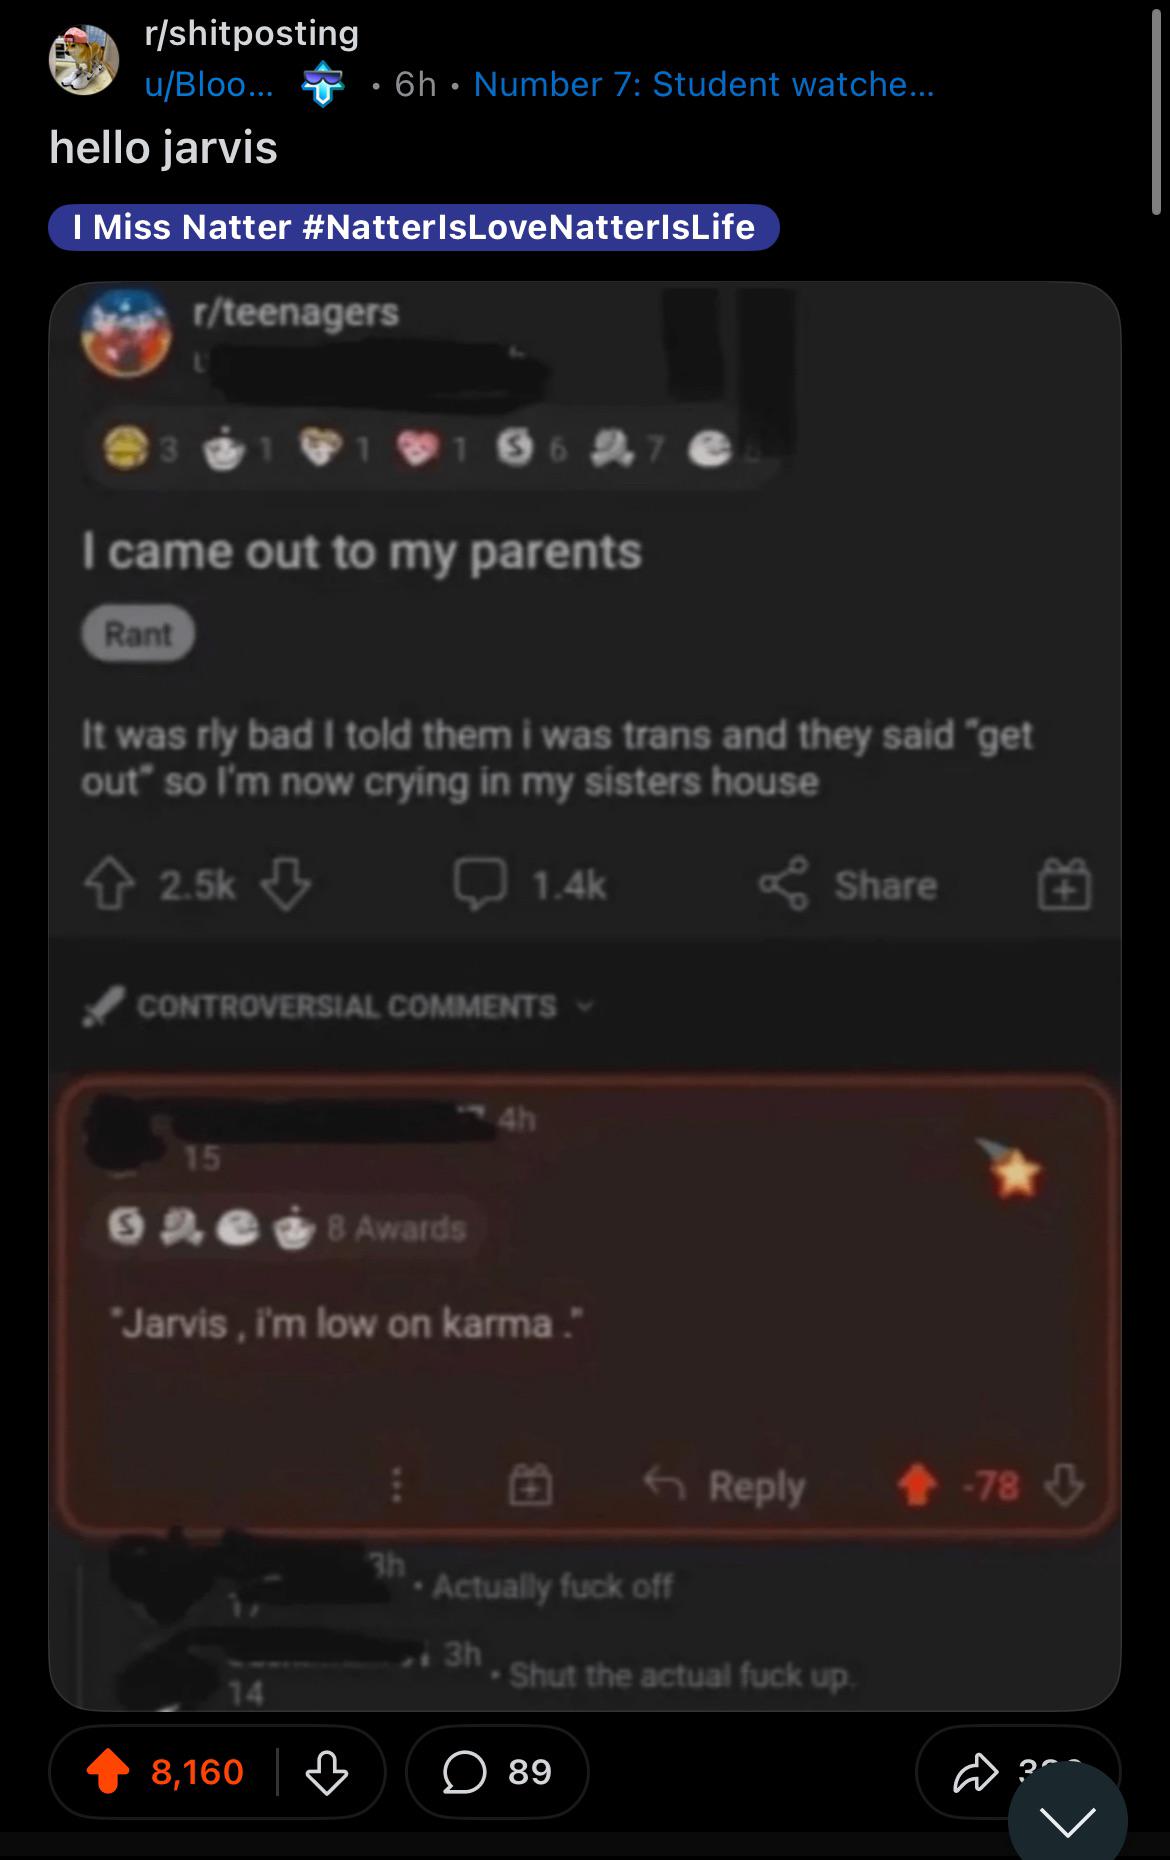 r/shitposting
u/Bloo... • 6h • Number 7: Student watche...
hello jarvis
I Miss Natter #NatterIsLoveNatterIsLife
r/teenagers
3 1 1 1 6 7
I came out to my parents
Rant
It was rly bad I told them i was trans and they said “get
out” so I'm now crying in my sisters house
2.5k 1.4k Share
CONTROVERSIAL COMMENTS
4h
15
8 Awards
"Jarvis , i'm low on karma ."
Reply -78
3h • Actually fuck off
17
3h • Shut the actual fuck up.
14
8,160 89